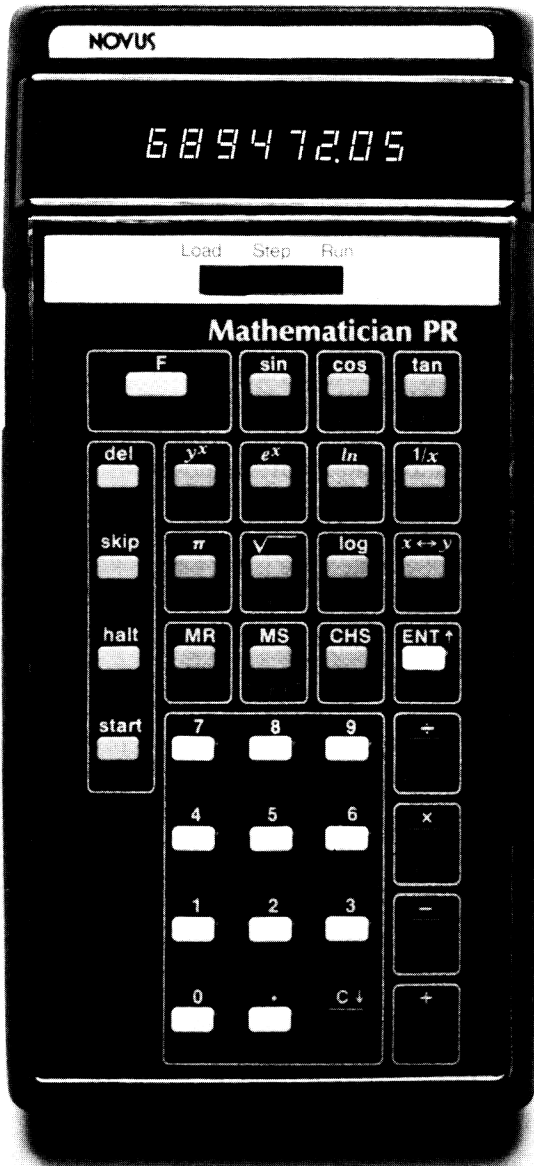 NOVUS
689472.05
Load Step Run
Mathematician PR
F sin cos tan
del yˣ eˣ ln 1/x
skip π √ log x↔y
halt MR MS CHS ENT↑
start 7 8 9 ÷
4 5 6 ×
1 2 3 −
0 . C↓ +